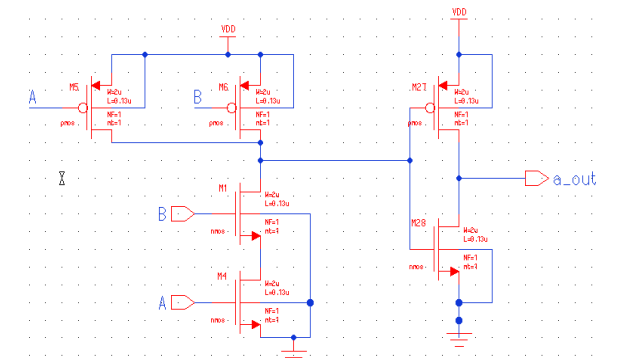 VDD
VDD
M5
M6
M27
A
B
W=2u
L=0.13u
W=2u
L=0.13u
W=2u
L=0.13u
pmos
NF=1
mt=1
pmos
NF=1
mt=1
pmos
NF=1
mt=1
a_out
M1
W=2u
L=0.13u
B
nmos
NF=1
mt=1
M28
W=2u
L=0.13u
nmos
NF=1
mt=1
M4
W=2u
L=0.13u
A
nmos
NF=1
mt=1